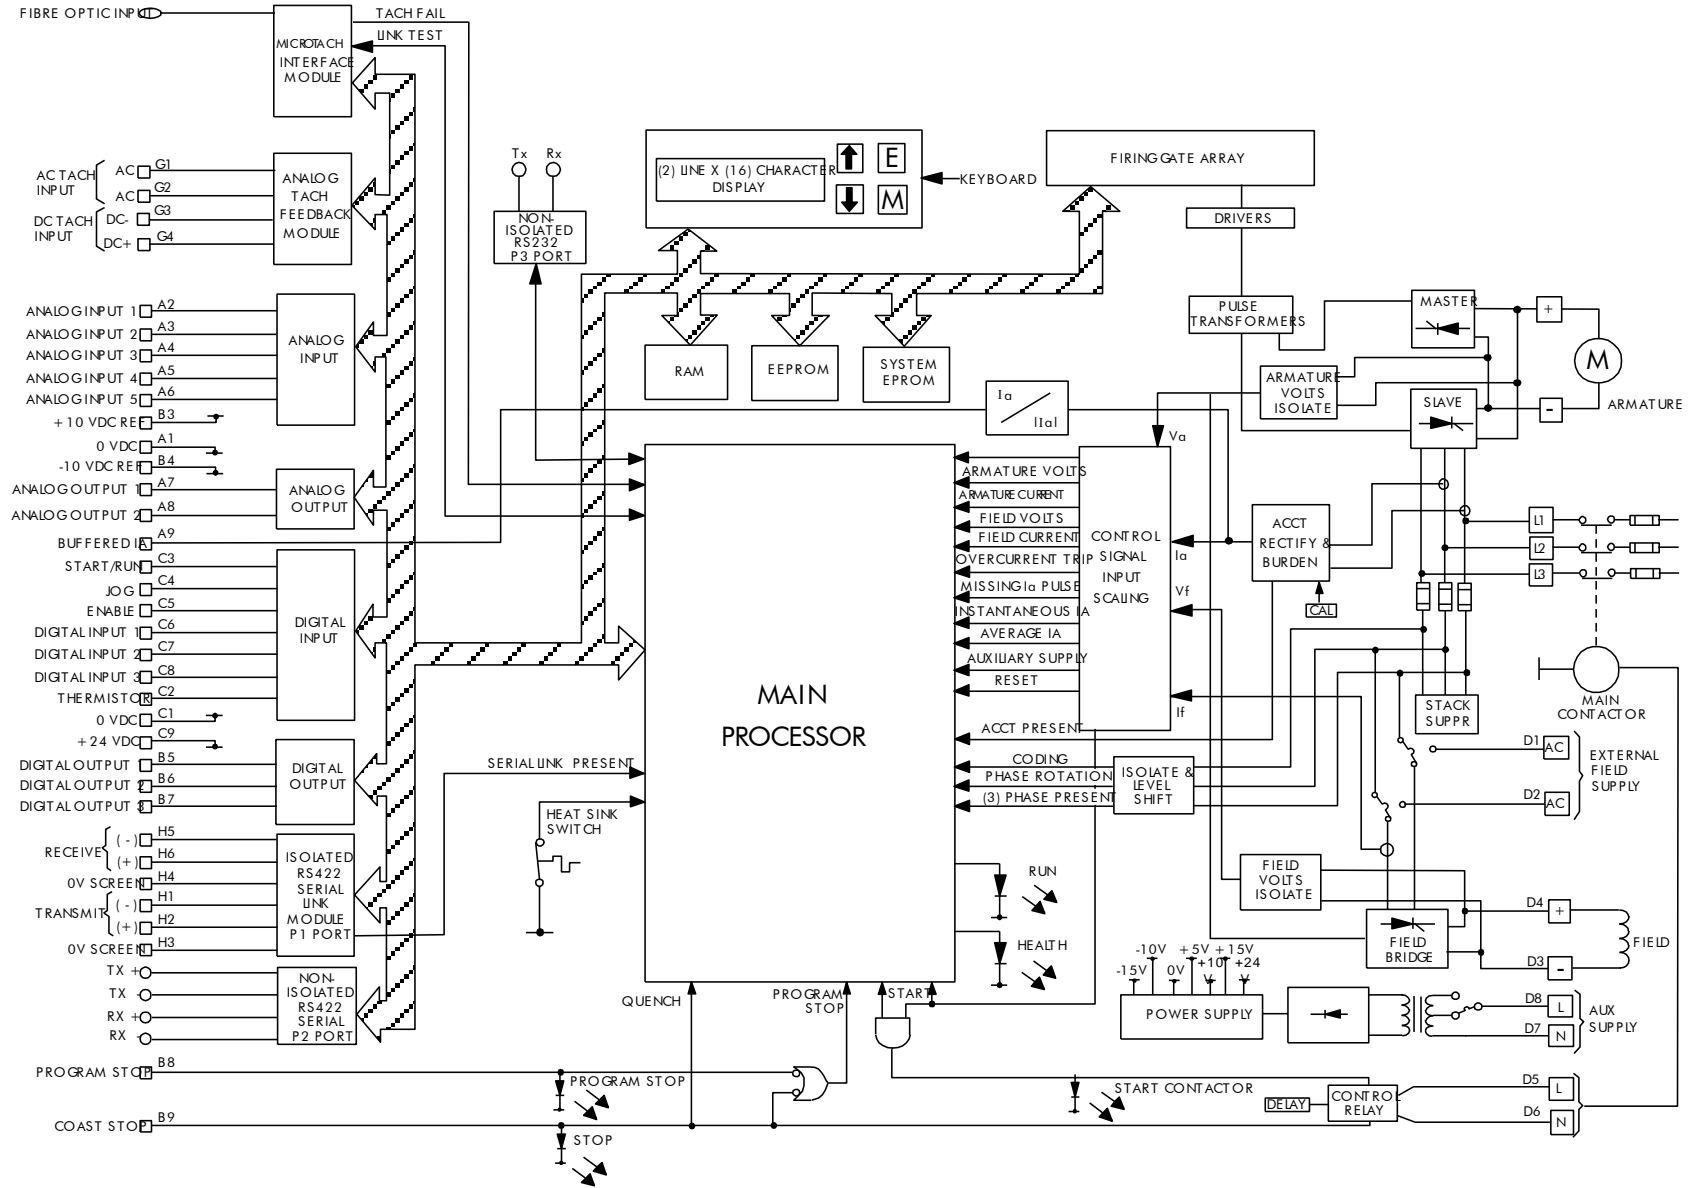 FIBRE OPTIC INPUT
TACH FAIL
LINK TEST
MICROTACH
INTERFACE
MODULE
AC TACH
INPUT
AC
G1
AC
G2
DC TACH
INPUT
DC-
G3
DC+
G4
ANALOG
TACH
FEEDBACK
MODULE
Tx
Rx
NON-
ISOLATED
RS232
P3 PORT
(2) LINE X (16) CHARACTER
DISPLAY
E
M
KEYBOARD
FIRING GATE ARRAY
DRIVERS
PULSE
TRANSFORMERS
MASTER
+
M
ARMATURE
VOLTS
ISOLATE
SLAVE
-
ARMATURE
RAM
EEPROM
SYSTEM
EPROM
Ia
|Ia|
ANALOG INPUT 1
A2
ANALOG INPUT 2
A3
ANALOG INPUT 3
A4
ANALOG INPUT 4
A5
ANALOG INPUT 5
A6
+10 VDC REF
B3
0 VDC
A1
-10 VDC REF
B4
ANALOG OUTPUT 1
A7
ANALOG OUTPUT 2
A8
BUFFERED IA
A9
ANALOG
INPUT
ANALOG
OUTPUT
START/RUN
C3
JOG
C4
ENABLE
C5
DIGITAL INPUT 1
C6
DIGITAL INPUT 2
C7
DIGITAL INPUT 3
C8
THERMISTOR
C2
0 VDC
C1
+24 VDC
C9
DIGITAL
INPUT
DIGITAL OUTPUT 1
B5
DIGITAL OUTPUT 2
B6
DIGITAL OUTPUT 3
B7
DIGITAL
OUTPUT
RECEIVE
(-)
H5
(+)
H6
0V SCREEN
H4
TRANSMIT
(-)
H1
(+)
H2
0V SCREEN
H3
ISOLATED
RS422
SERIAL
LINK
MODULE
P1 PORT
TX +
TX -
RX +
RX -
NON-
ISOLATED
RS422
SERIAL
P2 PORT
SERIAL LINK PRESENT
HEAT SINK
SWITCH
MAIN
PROCESSOR
Va
ARMATURE VOLTS
ARMATURE CURRENT
FIELD VOLTS
FIELD CURRENT
OVERCURRENT TRIP
MISSING Ia PULSE
INSTANTANEOUS IA
AVERAGE IA
AUXILIARY SUPPLY
RESET
ACCT PRESENT
CODING
PHASE ROTATION
(3) PHASE PRESENT
CONTROL
SIGNAL
INPUT
SCALING
Ia
Vf
If
ACCT
RECTIFY &
BURDEN
CAL
L1
L2
L3
STACK
SUPPR
MAIN
CONTACTOR
ISOLATE &
LEVEL
SHIFT
D1
AC
D2
AC
EXTERNAL
FIELD
SUPPLY
FIELD
VOLTS
ISOLATE
FIELD
BRIDGE
D4
+
D3
-
FIELD
RUN
HEALTH
-10V
+5V
+15V
-15V
0V
+10
V
+24
V
POWER SUPPLY
D8
L
D7
N
AUX
SUPPLY
QUENCH
PROGRAM
STOP
START
PROGRAM STOP
B8
PROGRAM STOP
COAST STOP
B9
STOP
START CONTACTOR
DELAY
CONTROL
RELAY
D5
L
D6
N